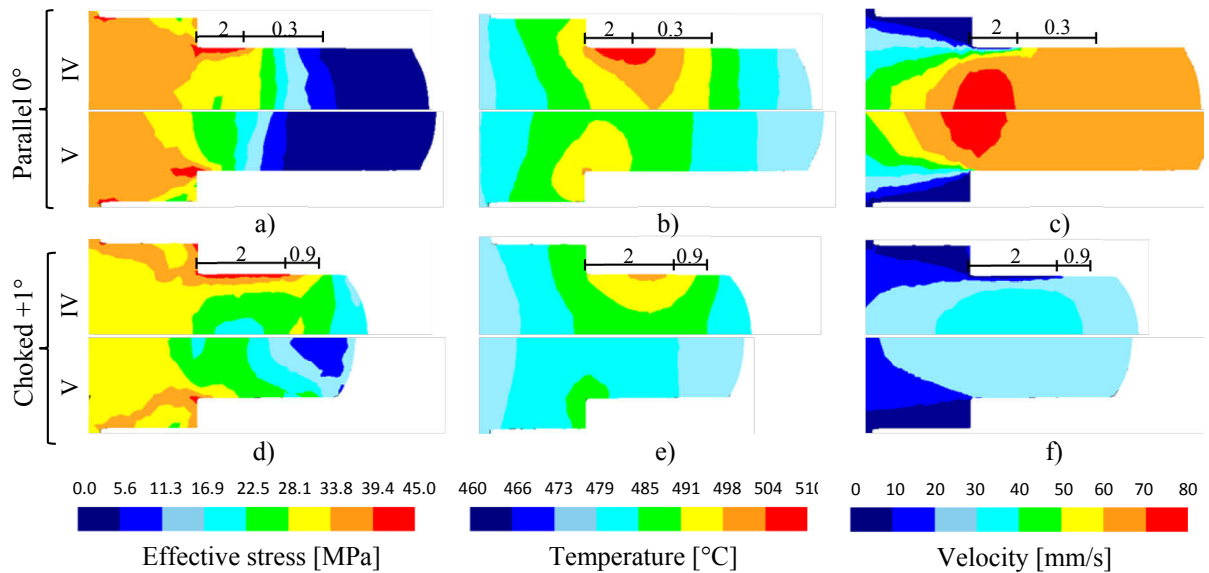 2 0.3 2 0.3 2 0.3
Parallel 0°
IV
V
a) b) c)
2 0.9 2 0.9 2 0.9
Choked +1°
IV
V
d) e) f)
0.0 5.6 11.3 16.9 22.5 28.1 33.8 39.4 45.0 460 466 473 479 485 491 498 504 510 0 10 20 30 40 50 60 70 80
Effective stress [MPa] Temperature [°C] Velocity [mm/s]